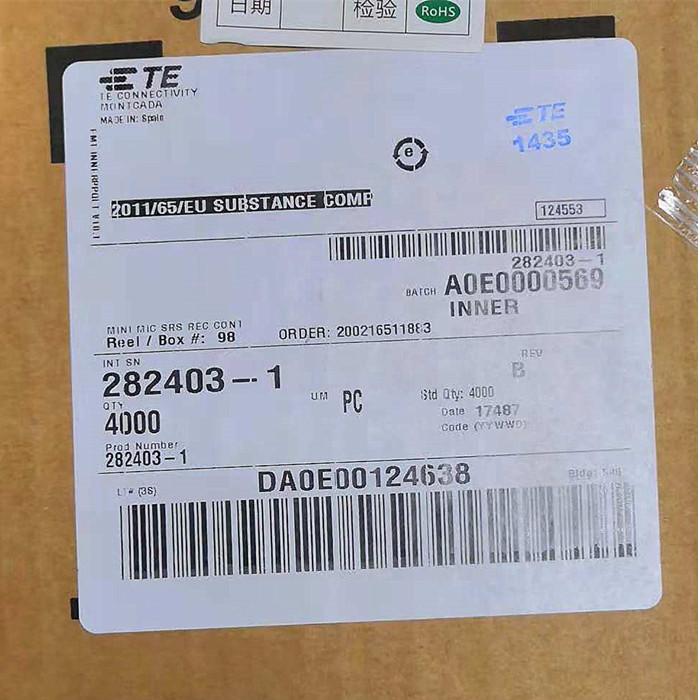 日期 检验 RoHS
TE
TE CONNECTIVITY
MONTCADA
MADE IN: Spain
TE
1435
e
2011/65/EU SUBSTANCE COMP
124553
282403-1
BATCH A0E0000569
INNER
MINI MIC SRS REC CONT
Reel / Box #: 98 ORDER: 200216511883
INT SN
REV
282403-1
B
QTY
UM PC
Std Qty: 4000
4000
Date 17487
Code (YYWWD)
Prod Number
282403-1
DA0E00124638
(3S)